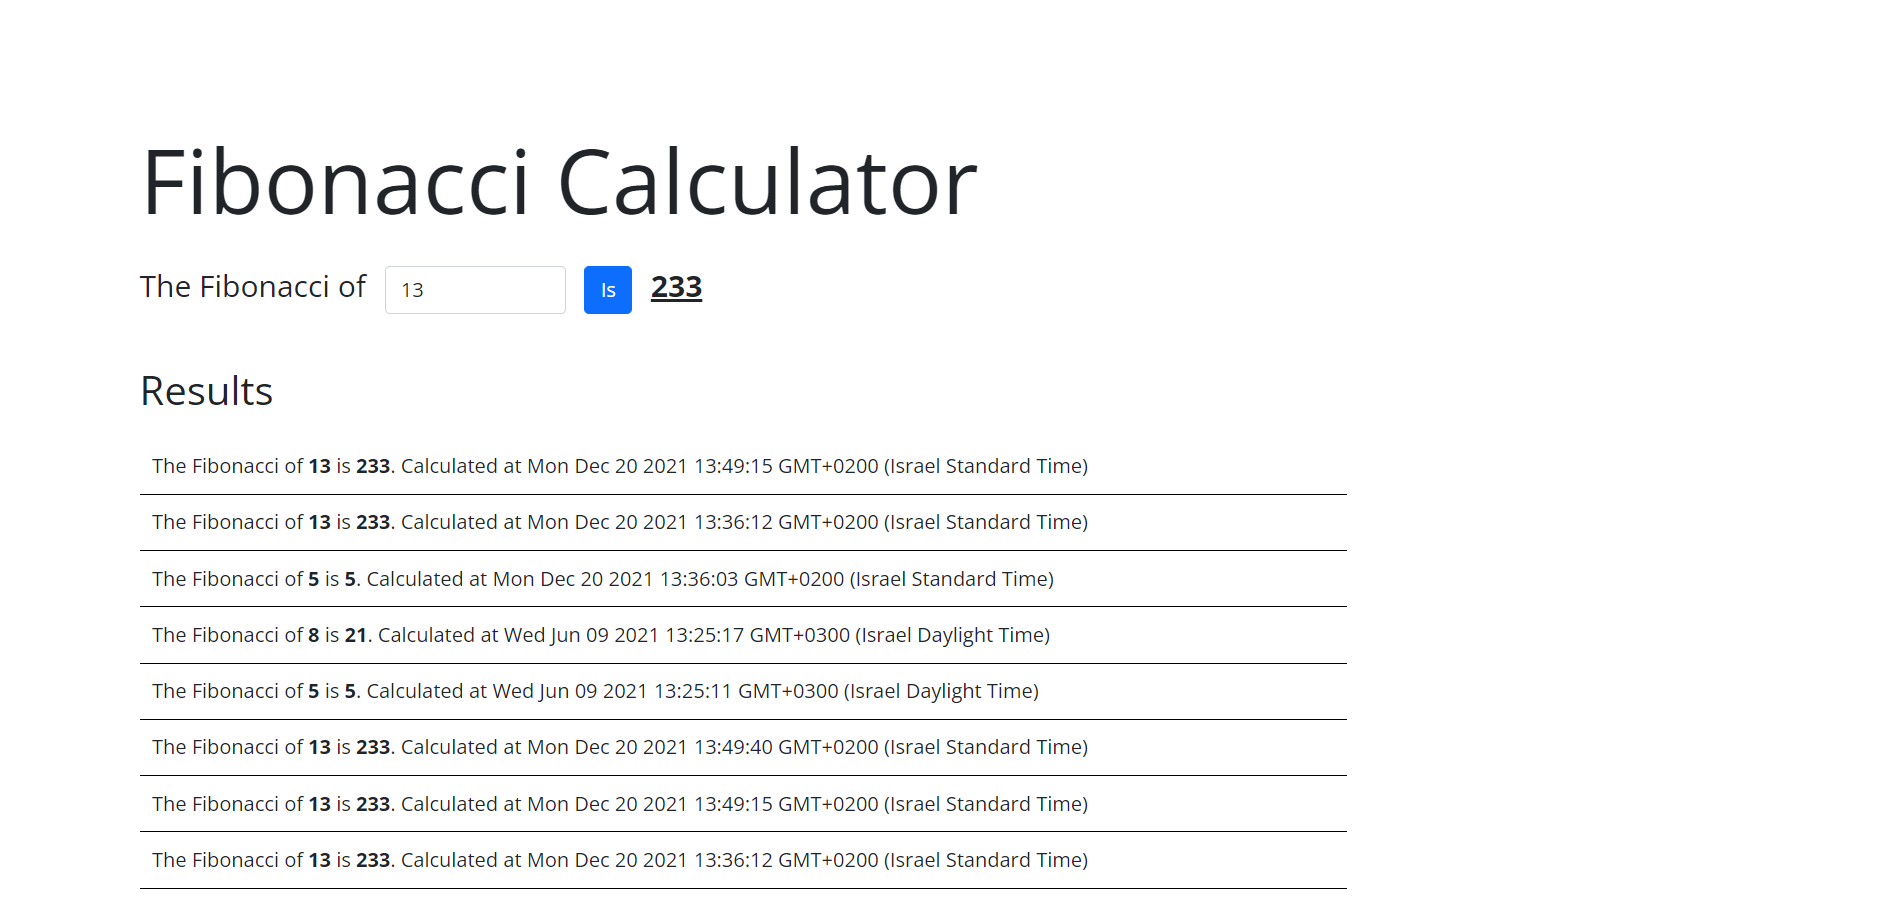 Fibonacci Calculator
The Fibonacci of 13 Is 233
Results
The Fibonacci of 13 is 233. Calculated at Mon Dec 20 2021 13:49:15 GMT+0200 (Israel Standard Time)
The Fibonacci of 13 is 233. Calculated at Mon Dec 20 2021 13:36:12 GMT+0200 (Israel Standard Time)
The Fibonacci of 5 is 5. Calculated at Mon Dec 20 2021 13:36:03 GMT+0200 (Israel Standard Time)
The Fibonacci of 8 is 21. Calculated at Wed Jun 09 2021 13:25:17 GMT+0300 (Israel Daylight Time)
The Fibonacci of 5 is 5. Calculated at Wed Jun 09 2021 13:25:11 GMT+0300 (Israel Daylight Time)
The Fibonacci of 13 is 233. Calculated at Mon Dec 20 2021 13:49:40 GMT+0200 (Israel Standard Time)
The Fibonacci of 13 is 233. Calculated at Mon Dec 20 2021 13:49:15 GMT+0200 (Israel Standard Time)
The Fibonacci of 13 is 233. Calculated at Mon Dec 20 2021 13:36:12 GMT+0200 (Israel Standard Time)